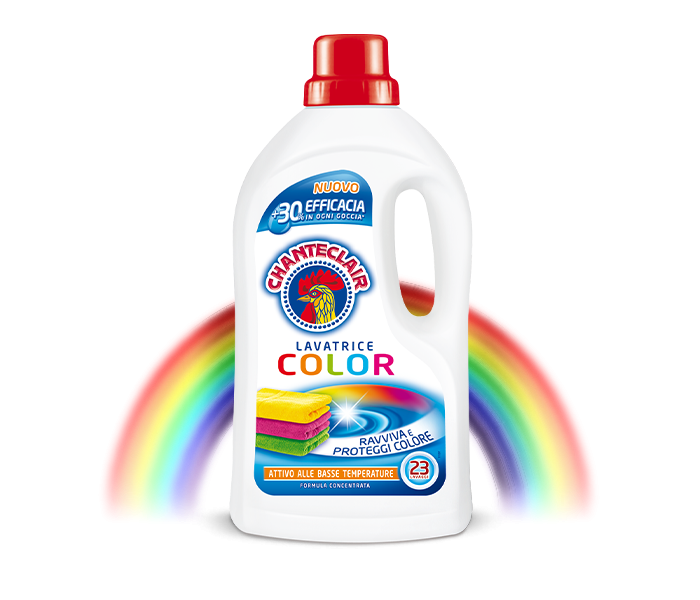 NUOVO
+30% EFFICACIA
IN OGNI GOCCIA*
CHANTECLAIR
LAVATRICE
COLOR
RAVVIVA E
PROTEGGI COLORE
ATTIVO ALLE BASSE TEMPERATURE
23
FORMULA CONCENTRATA